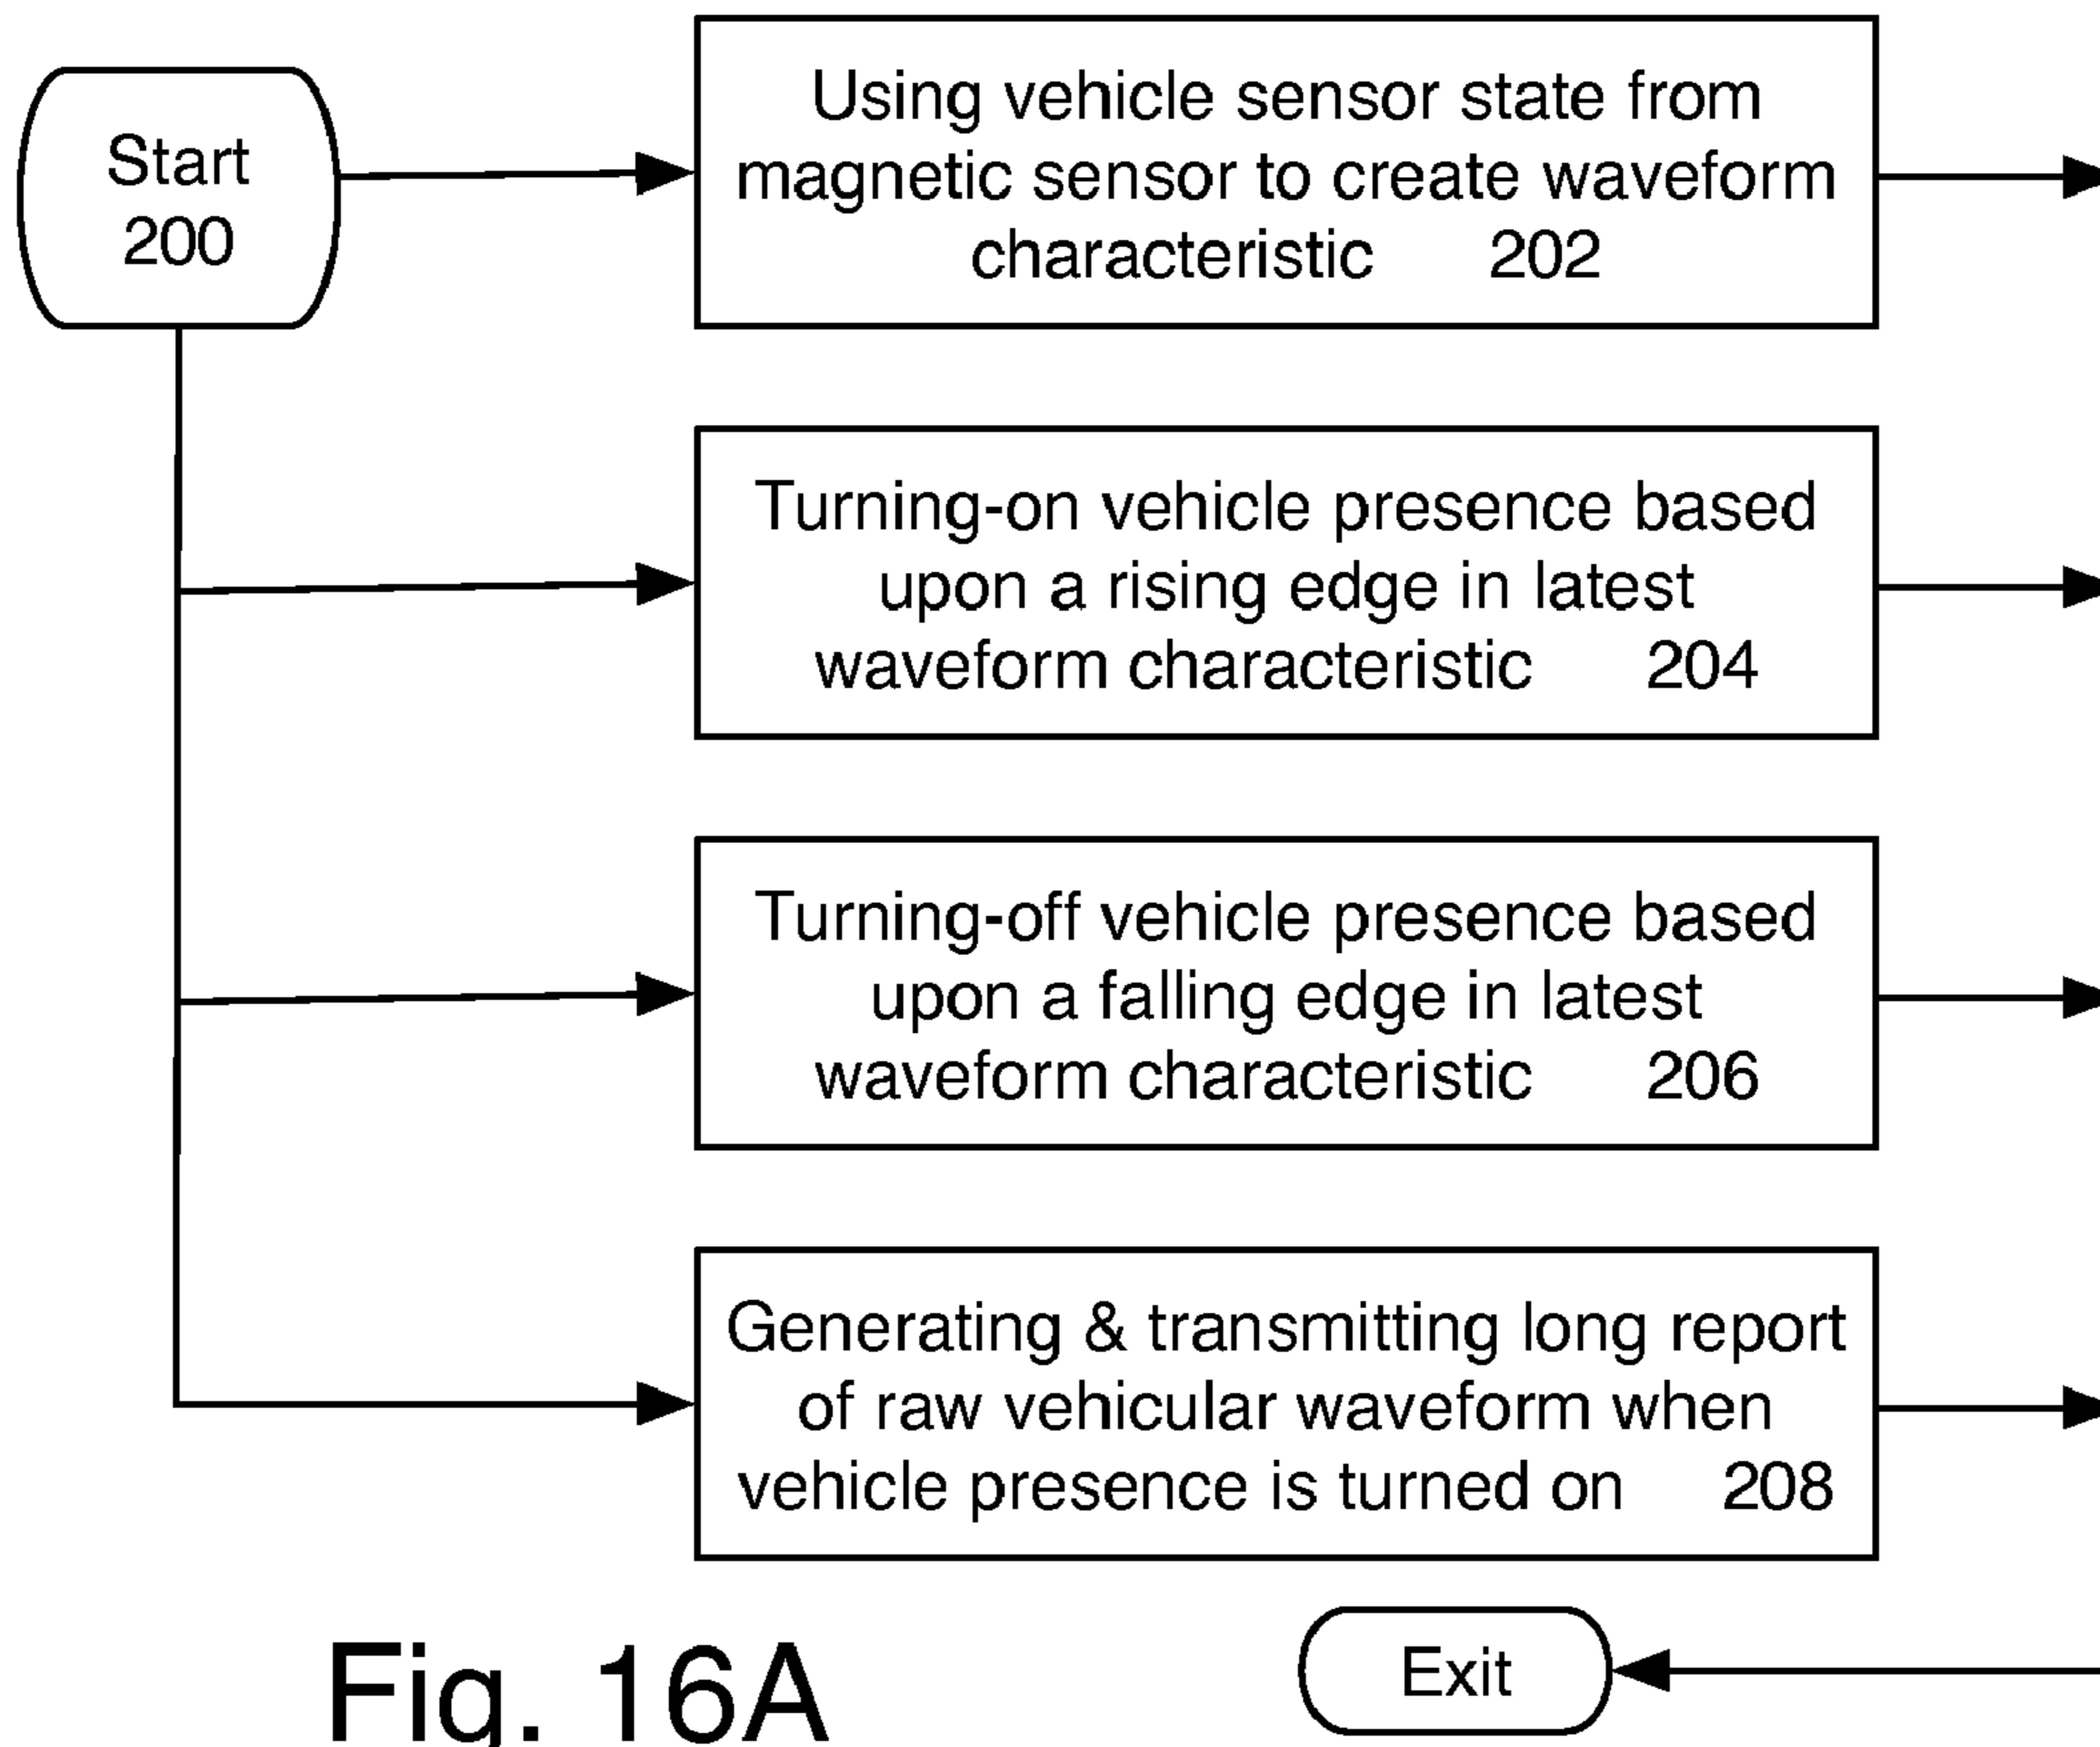 Start
200
Using vehicle sensor state from
magnetic sensor to create waveform
characteristic 202
Turning-on vehicle presence based
upon a rising edge in latest
waveform characteristic 204
Turning-off vehicle presence based
upon a falling edge in latest
waveform characteristic 206
Generating & transmitting long report
of raw vehicular waveform when
vehicle presence is turned on 208
Exit
Fig. 16A